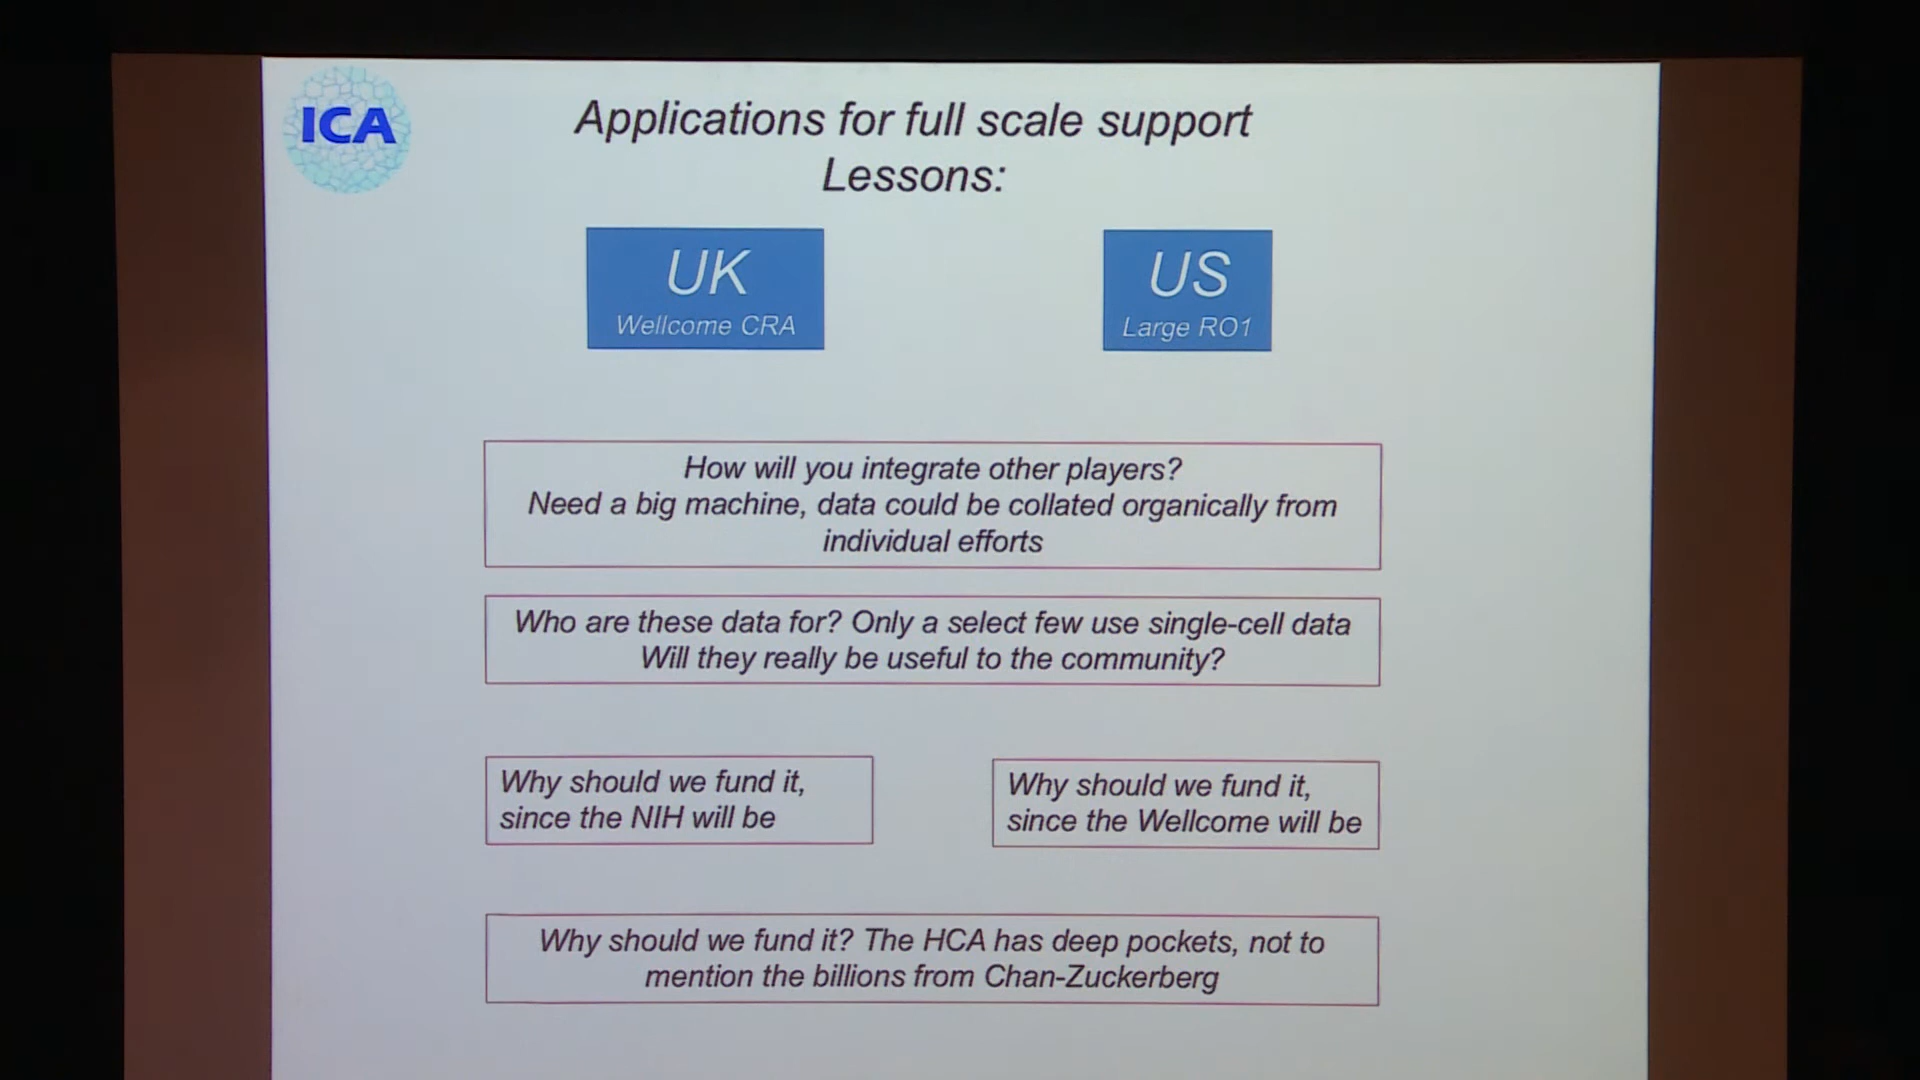 ICA
Applications for full scale support
Lessons:
UK
Wellcome CRA
US
Large RO1
How will you integrate other players?
Need a big machine, data could be collated organically from
individual efforts
Who are these data for? Only a select few use single-cell data
Will they really be useful to the community?
Why should we fund it,
since the NIH will be
Why should we fund it,
since the Wellcome will be
Why should we fund it? The HCA has deep pockets, not to
mention the billions from Chan-Zuckerberg